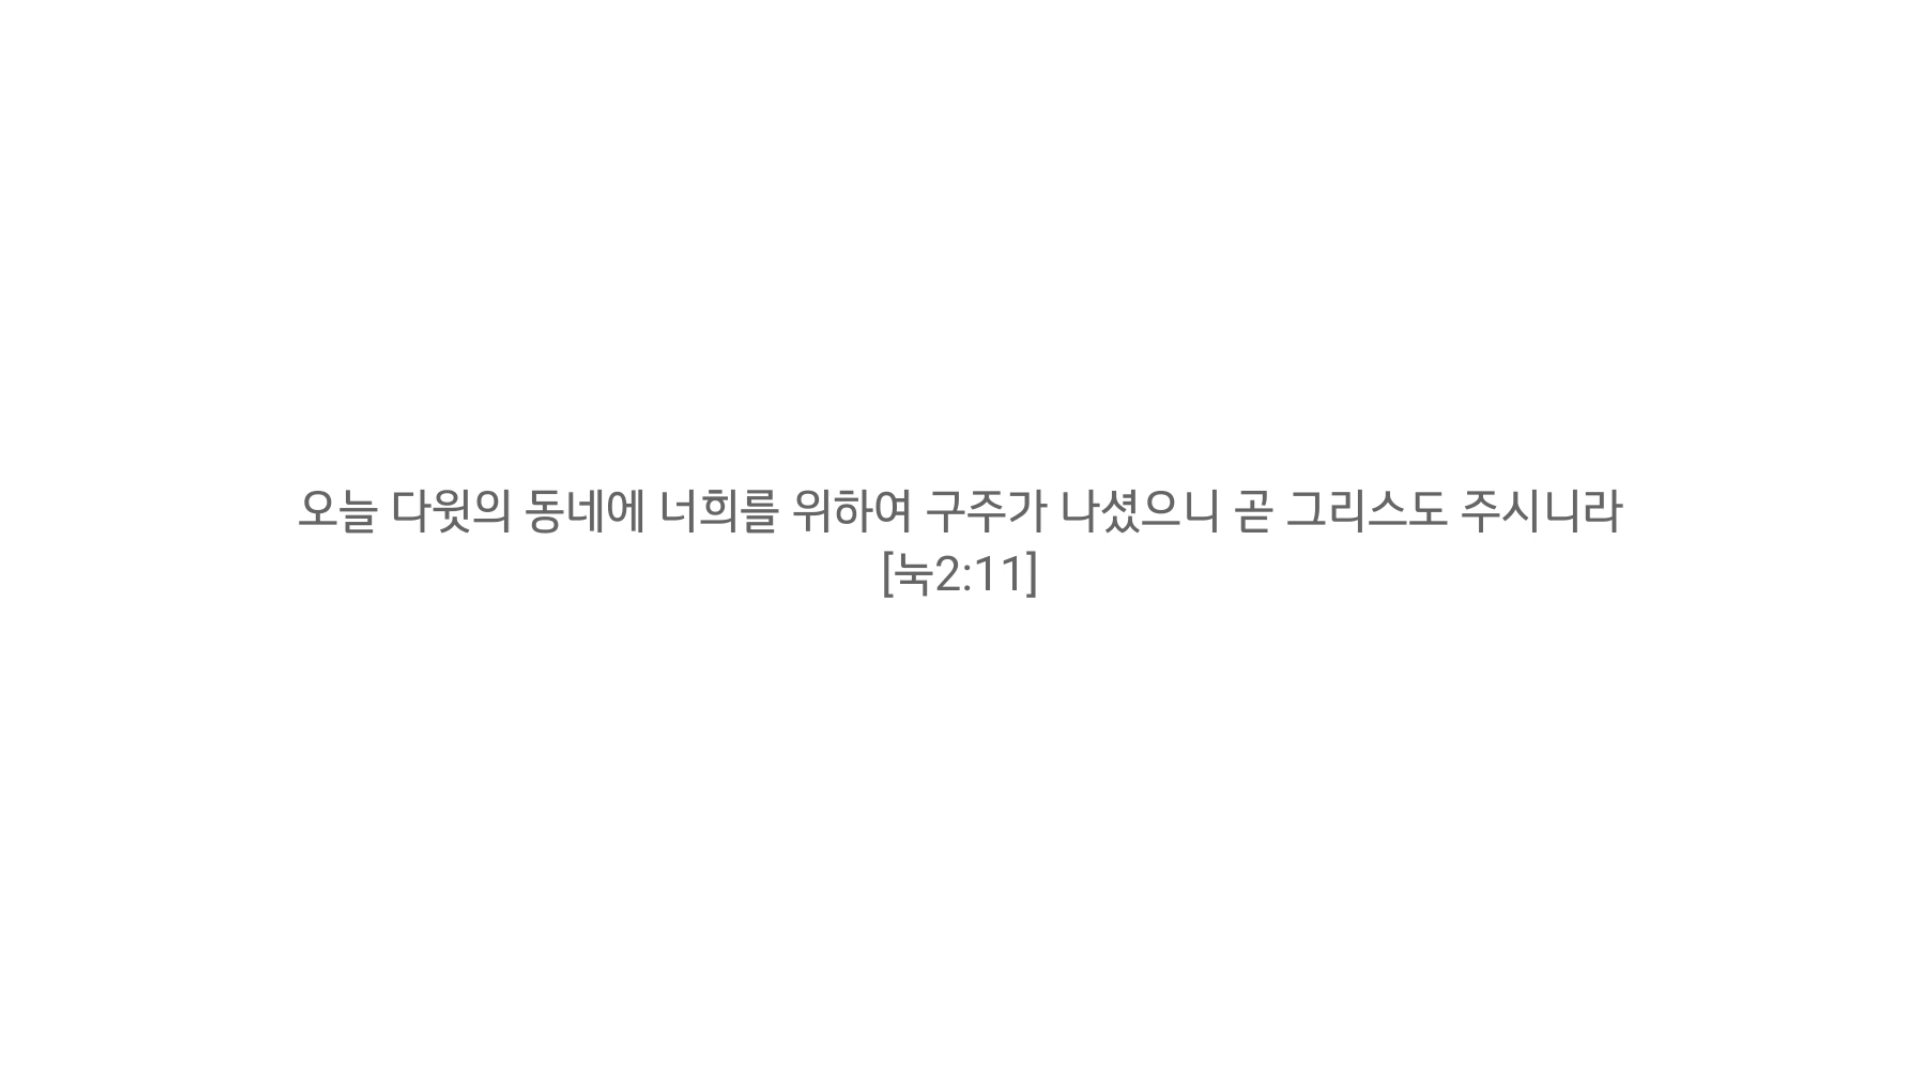 오늘 다윗의 동네에 너희를 위하여 구주가 나셨으니 곧 그리스도 주시니라
[눅2:11]